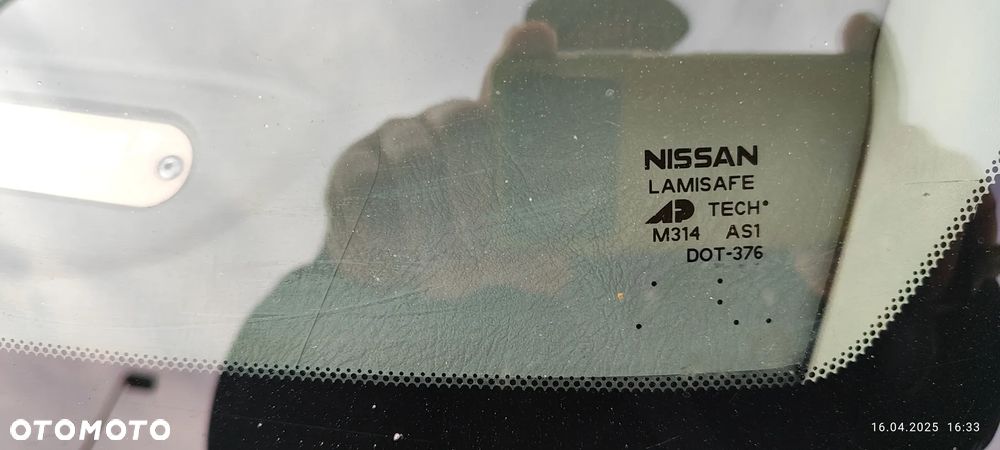 NISSAN
LAMISAFE
AP TECH
M314 AS1
DOT-376
OTOMOTO
16.04.2025 16:33